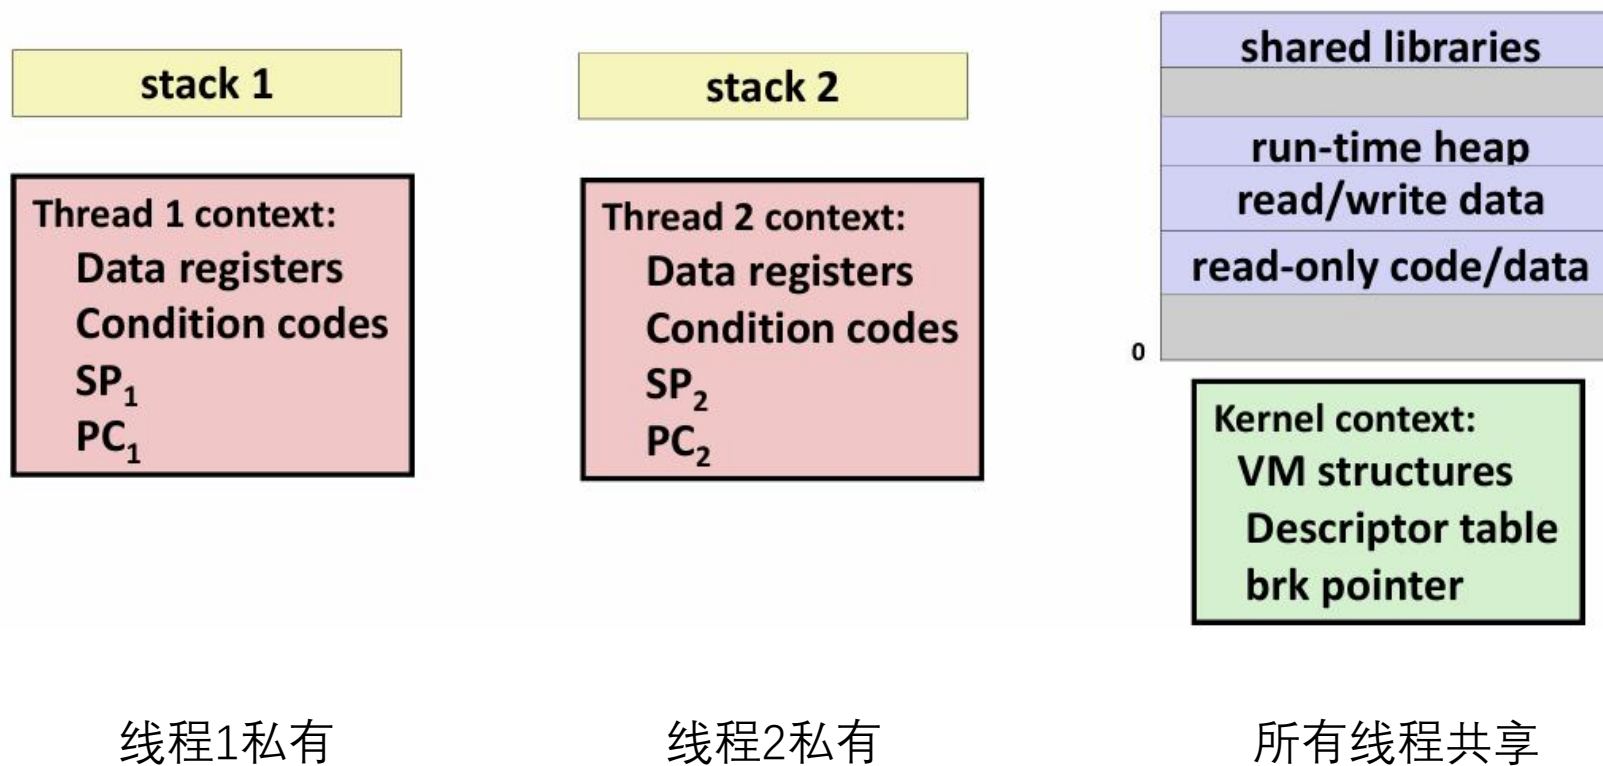 stack 1
Thread 1 context:
Data registers
Condition codes
SP₁
PC₁
线程1私有
stack 2
Thread 2 context:
Data registers
Condition codes
SP₂
PC₂
线程2私有
shared libraries
run-time heap
read/write data
read-only code/data
0
Kernel context:
VM structures
Descriptor table
brk pointer
所有线程共享